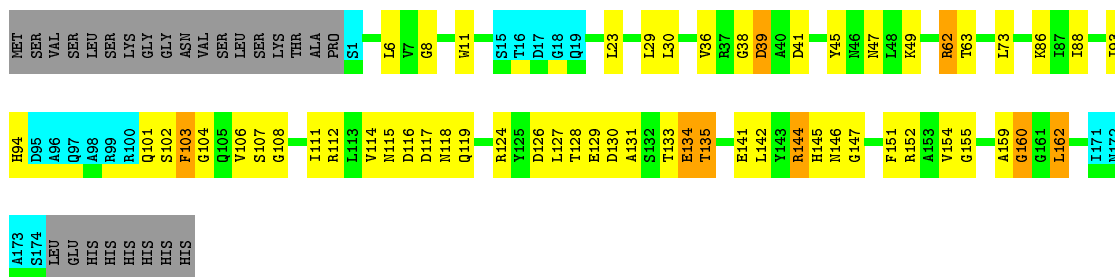 MET SER VAL SER LEU SER LYS GLY GLY ASN VAL SER LEU SER LYS THR ALA PRO S1 L6 V7 G8 W11 S15 T16 D17 G18 Q19 L23 L29 L30 V36 R37 G38 D39 A40 D41 Y45 N46 N47 L48 K49 R62 T63 L73 K86 I87 I88
H94 D95 A96 Q97 A98 R99 R100 Q101 S102 F103 G104 Q105 V106 S107 G108 I111 R112 L113 V114 N115 D116 D117 N118 Q119 R124 Y125 D126 L127 T128 E129 D130 A131 S132 T133 E134 T135 E141 L142 Y143 R144 H145 N146 G147 F151 R152 A153 V154 G155 A159 G160 G161 L162 I171 N172
A173 S174 LEU GLU HIS HIS HIS HIS HIS HIS